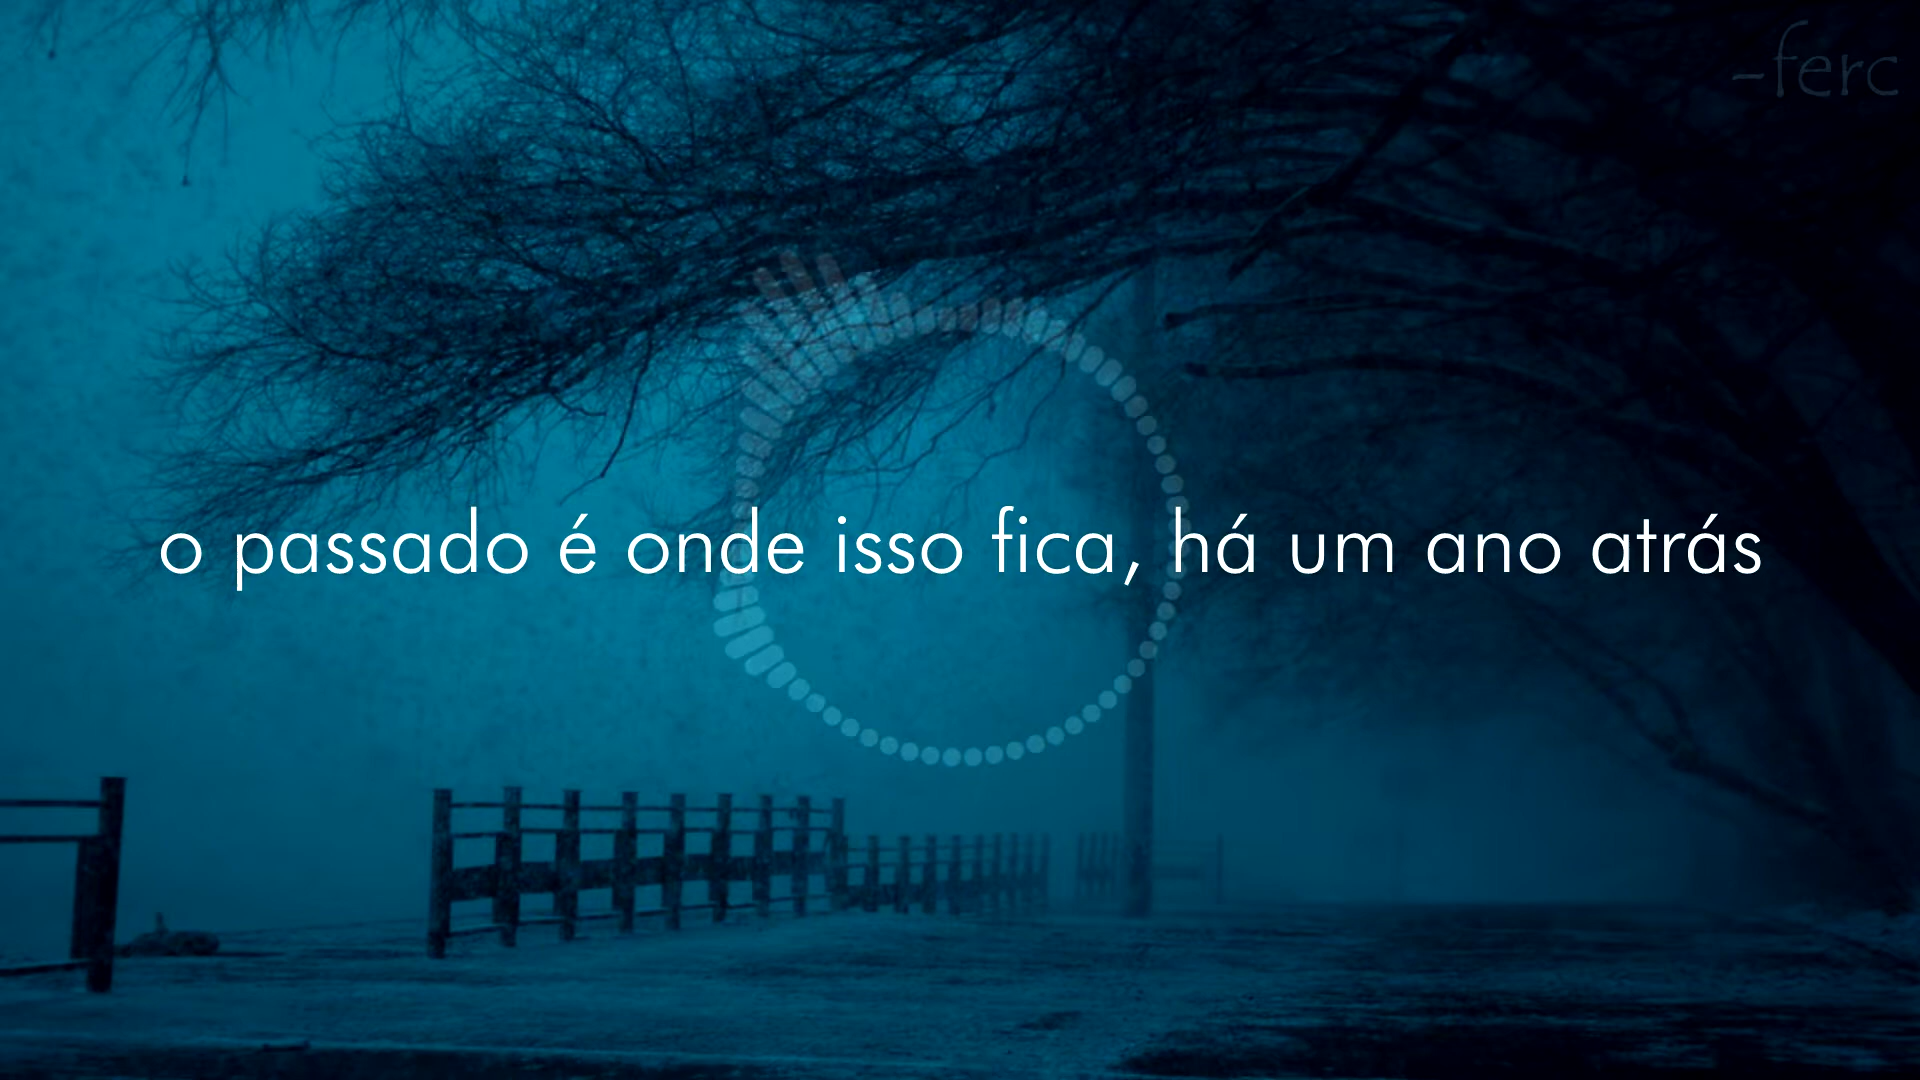 -ferc
o passado é onde isso fica, há um ano atrás